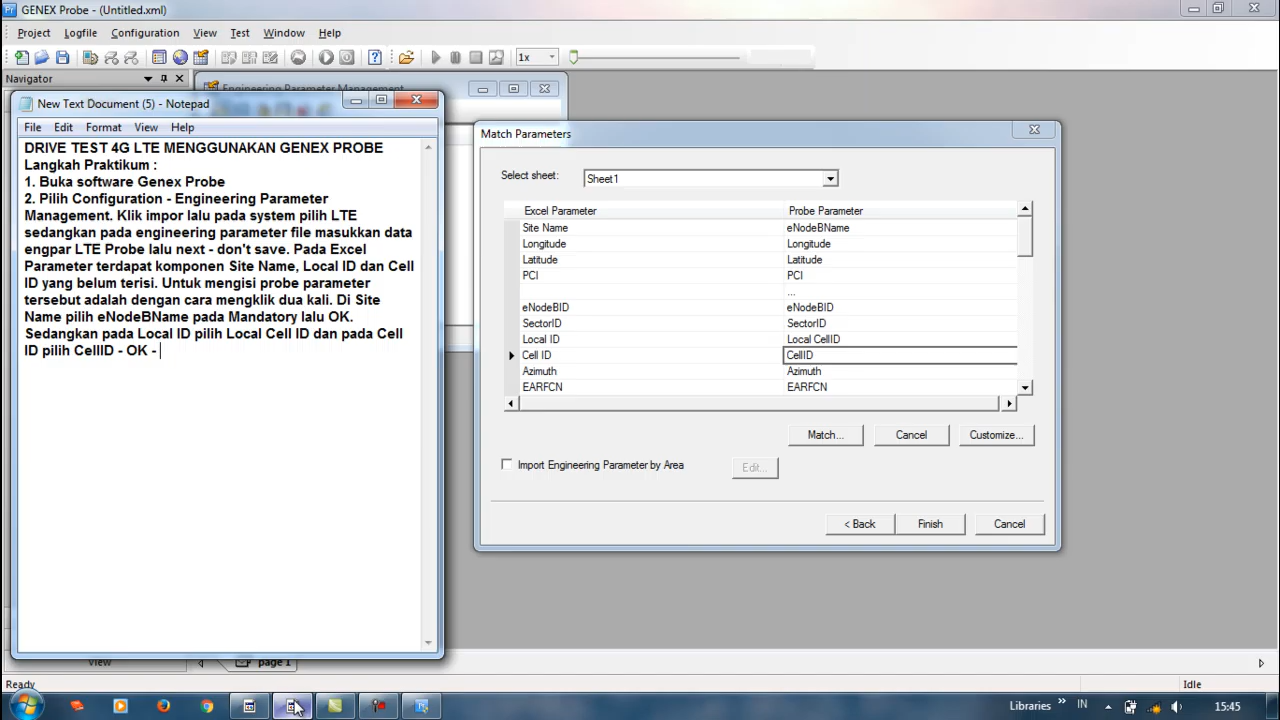 GENEX Probe - (Untitled.xml)
Project Logfile Configuration View Test Window Help
1x
Navigator
Engineering Parameter Management
New Text Document (5) - Notepad
File Edit Format View Help
DRIVE TEST 4G LTE MENGGUNAKAN GENEX PROBE
Langkah Praktikum :
1. Buka software Genex Probe
2. Pilih Configuration - Engineering Parameter
Management. Klik impor lalu pada system pilih LTE
sedangkan pada engineering parameter file masukkan data
engpar LTE Probe lalu next - don't save. Pada Excel
Parameter terdapat komponen Site Name, Local ID dan Cell
ID yang belum terisi. Untuk mengisi probe parameter
tersebut adalah dengan cara mengklik dua kali. Di Site
Name pilih eNodeBName pada Mandatory lalu OK.
Sedangkan pada Local ID pilih Local Cell ID dan pada Cell
ID pilih CellID - OK -
Match Parameters
Select sheet: Sheet1
Excel Parameter Probe Parameter
Site Name eNodeBName
Longitude Longitude
Latitude Latitude
PCI PCI
...
eNodeBID eNodeBID
SectorID SectorID
Local ID Local CellID
Cell ID CellID
Azimuth Azimuth
EARFCN EARFCN
Match... Cancel Customize...
Import Engineering Parameter by Area Edit...
< Back Finish Cancel
View page 1
Ready Idle
Libraries » IN 15:45